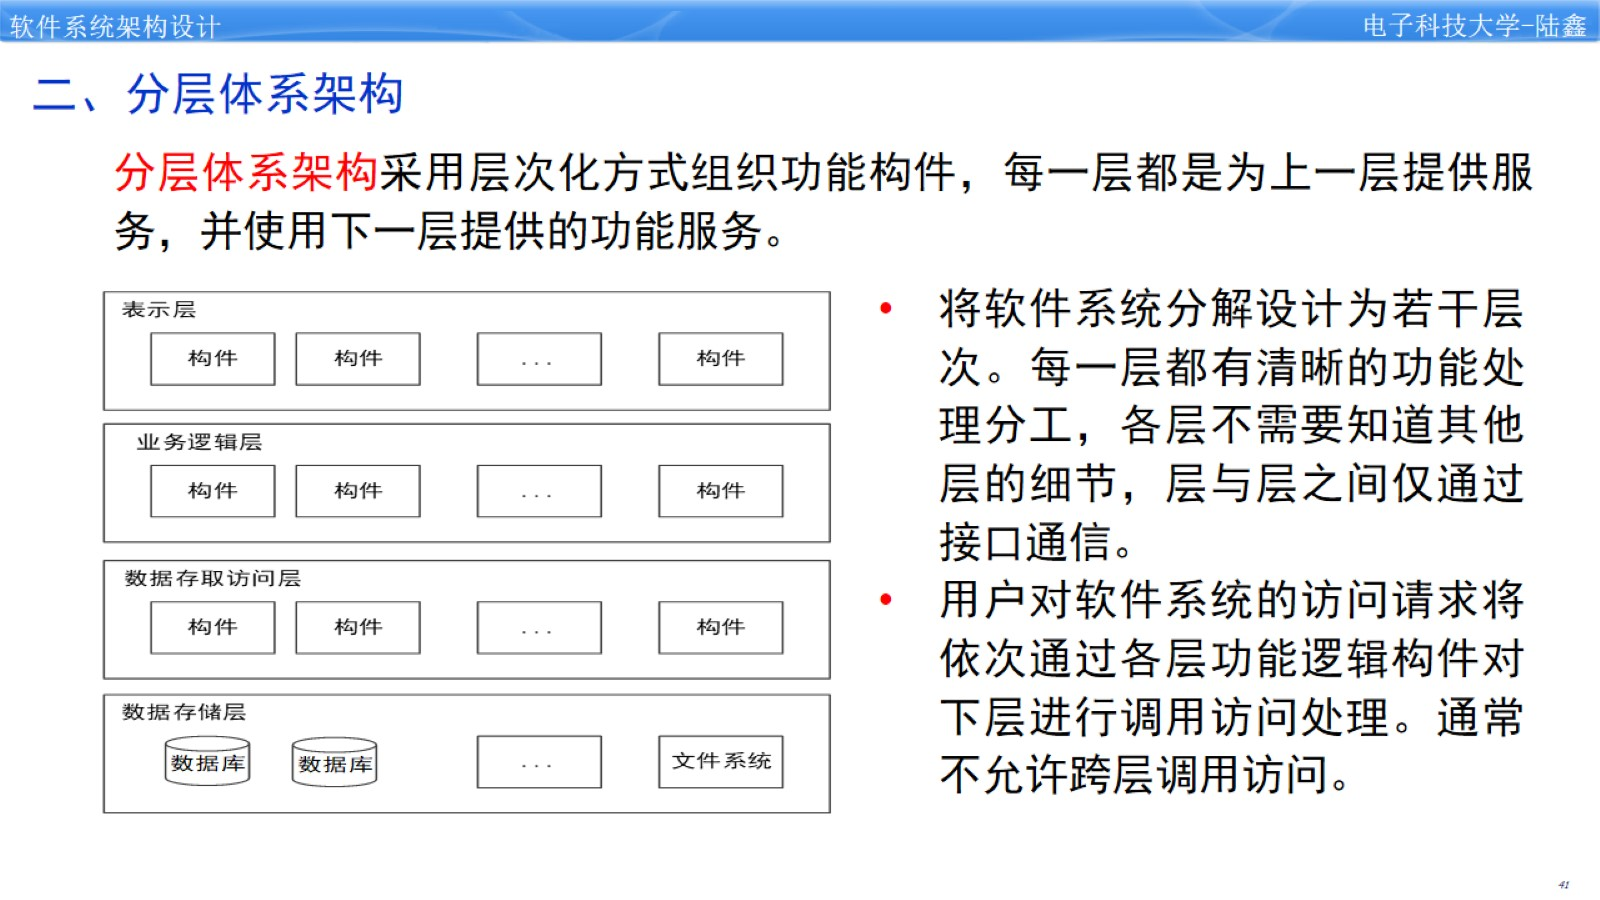 软件系统架构设计
电子科技大学-陆鑫
二、分层体系架构
分层体系架构采用层次化方式组织功能构件，每一层都是为上一层提供服
务，并使用下一层提供的功能服务。
表示层
构件 构件 ... 构件
业务逻辑层
构件 构件 ... 构件
数据存取访问层
构件 构件 ... 构件
数据存储层
数据库 数据库 ... 文件系统
• 将软件系统分解设计为若干层
次。每一层都有清晰的功能处
理分工，各层不需要知道其他
层的细节，层与层之间仅通过
接口通信。
• 用户对软件系统的访问请求将
依次通过各层功能逻辑构件对
下层进行调用访问处理。通常
不允许跨层调用访问。
41